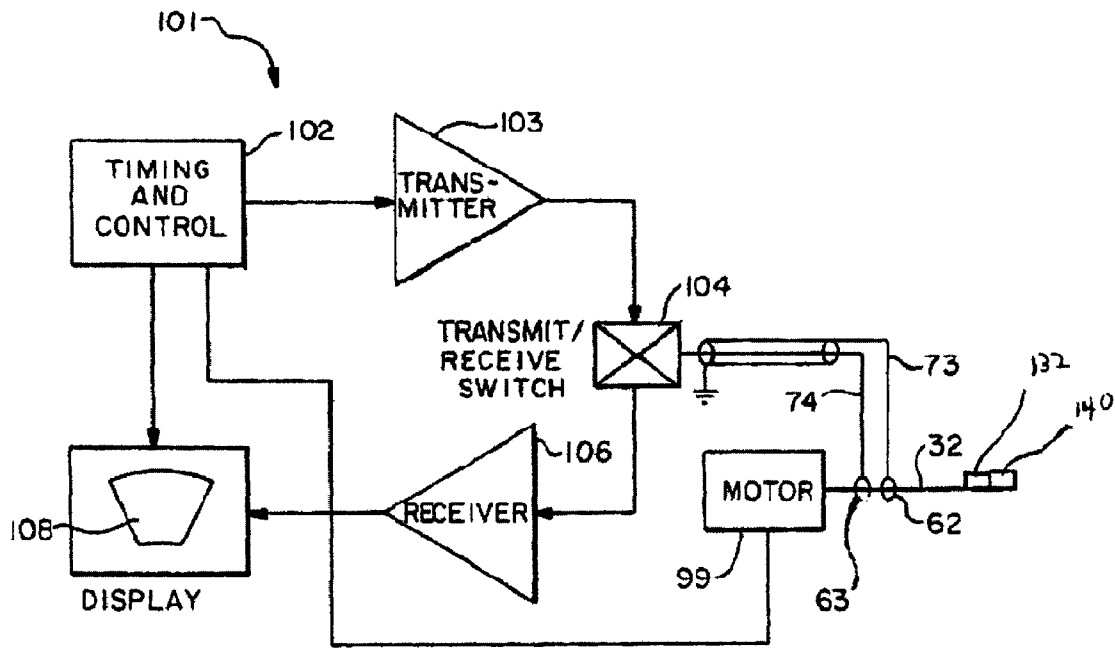 101
102
TIMING
AND
CONTROL
103
TRANS-
MITTER
104
TRANSMIT/
RECEIVE
SWITCH
73
74
132
140
32
62
63
MOTOR
99
106
RECEIVER
108
DISPLAY